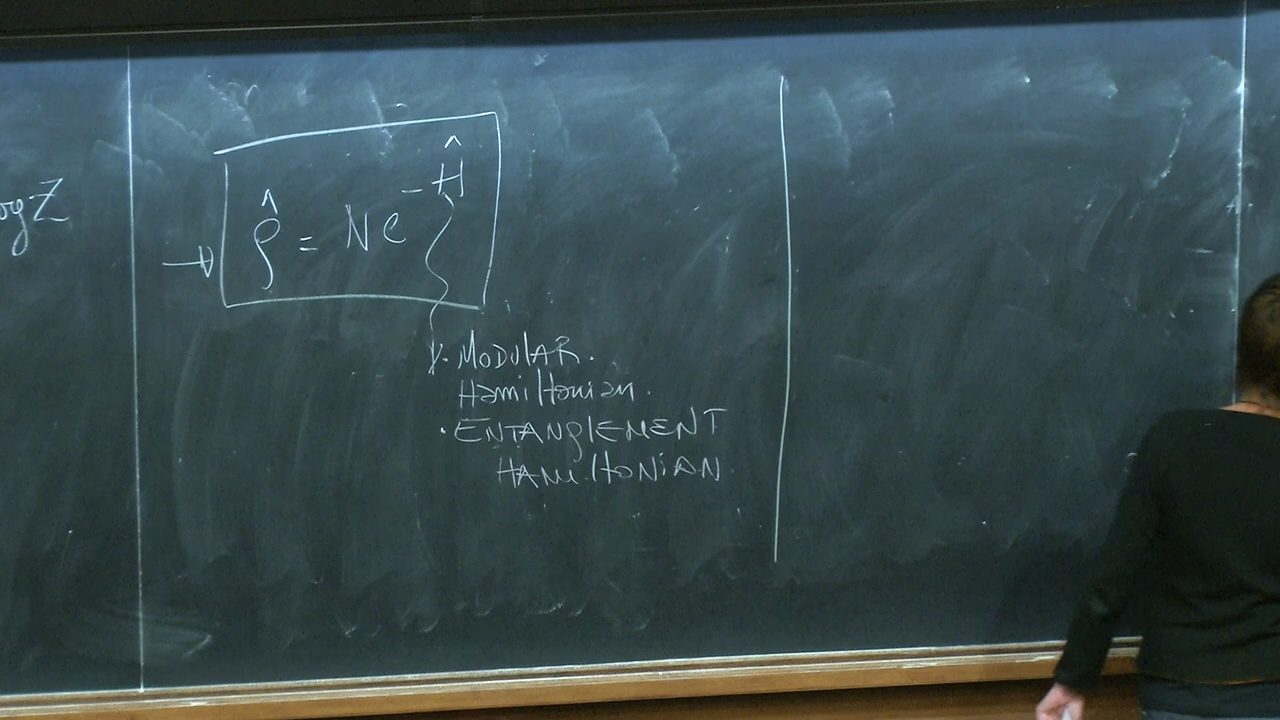 og Z
ρ̂ = N e^{-Ĥ}
· MODULAR.
Hamiltonian.
· ENTANGLEMENT
HAMILTONIAN